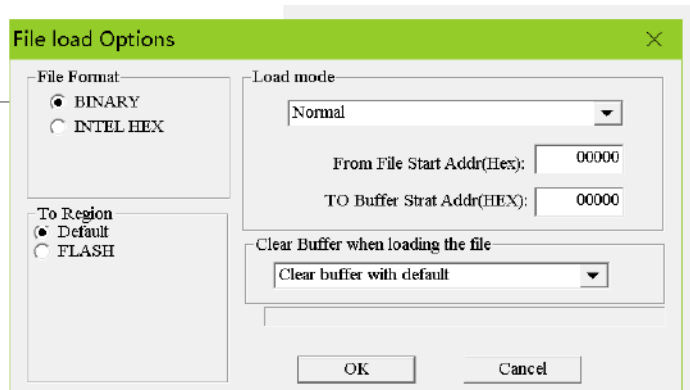 File load Options
File Format
BINARY
INTEL HEX
To Region
Default
FLASH
Load mode
Normal
From File Start Addr(Hex): 00000
TO Buffer Strat Addr(HEX): 00000
Clear Buffer when loading the file
Clear buffer with default
OK Cancel